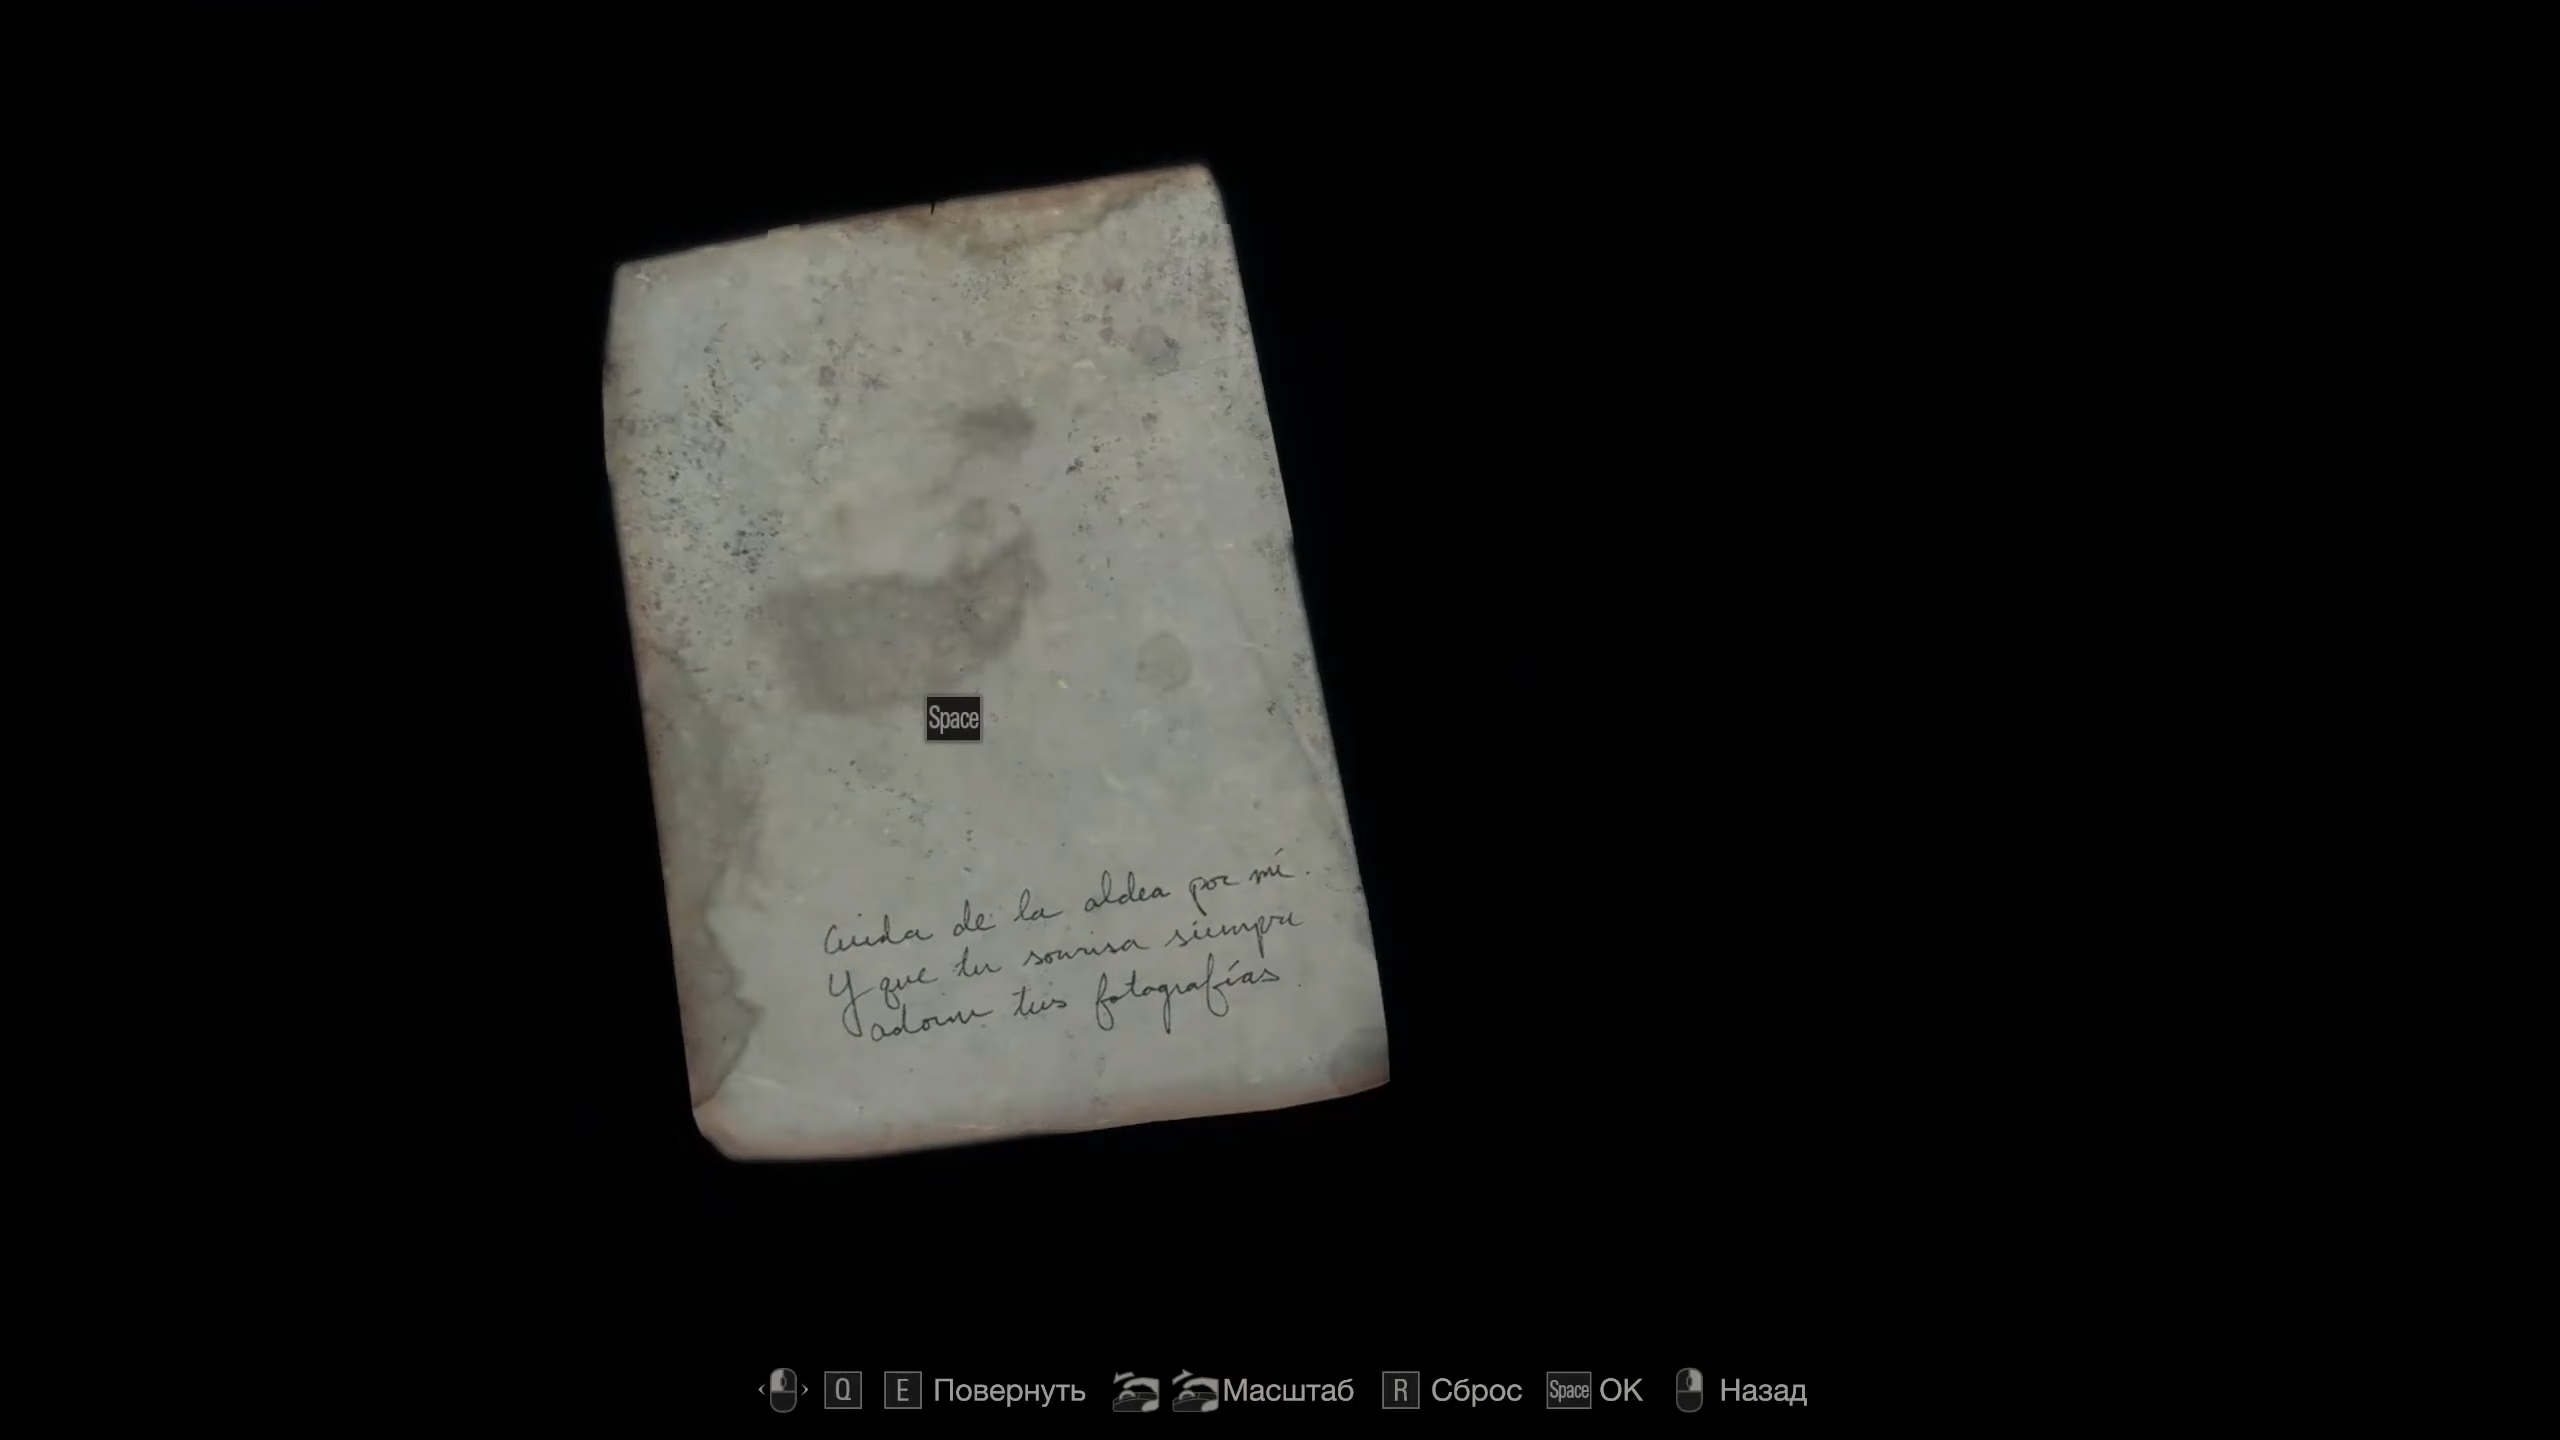 Space
Cuida de la aldea por mí.
Y que tu sonrisa siempre
adorne tus fotografías.
Q E Повернуть Масштаб R Сброс Space OK Назад